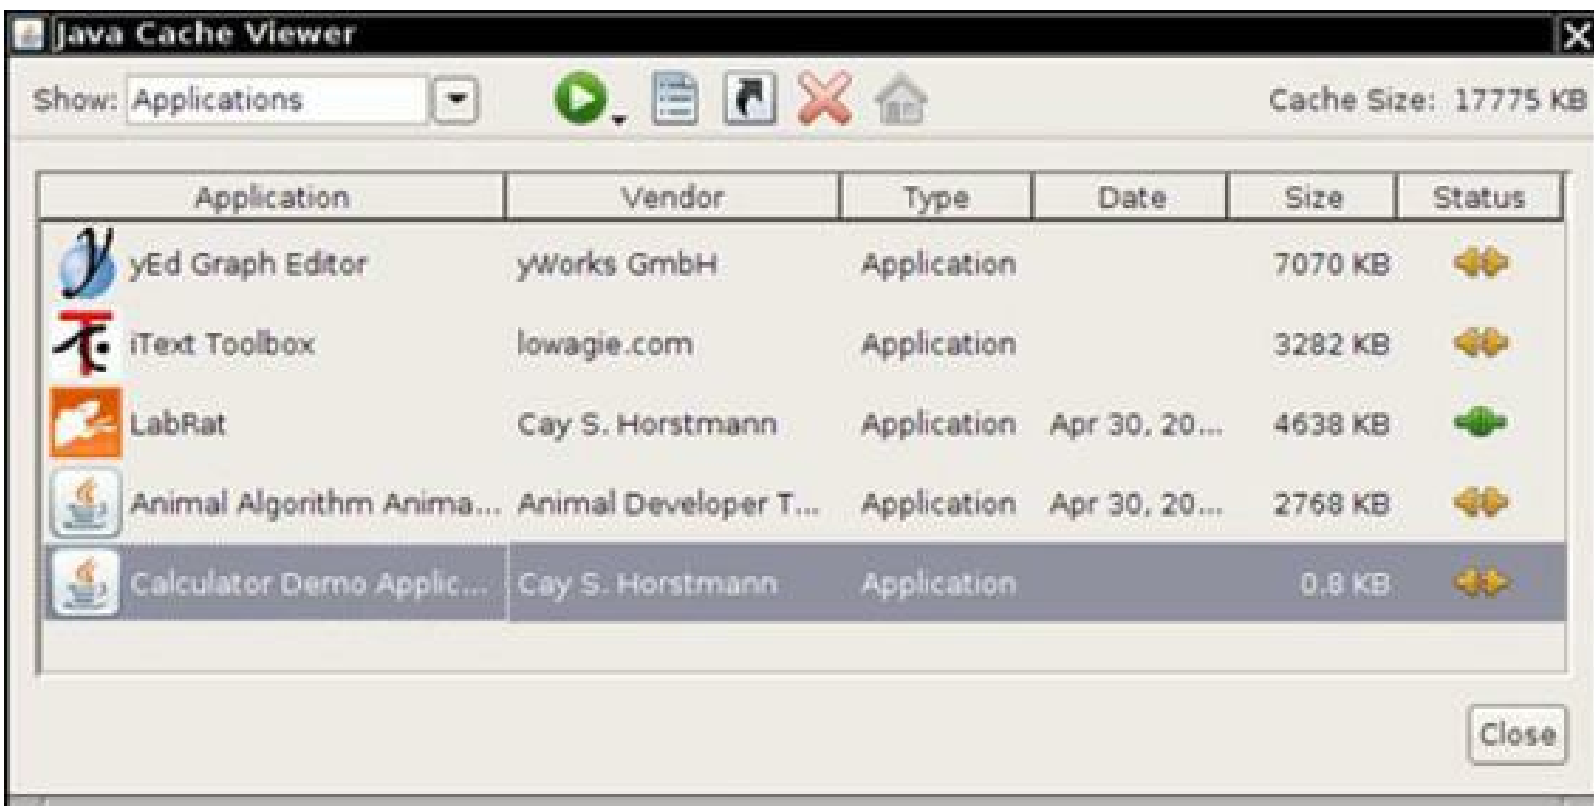 Java Cache Viewer
Show: Applications Cache Size: 17775 KB
Application Vendor Type Date Size Status
yEd Graph Editor yWorks GmbH Application 7070 KB
iText Toolbox lowagie.com Application 3282 KB
LabRat Cay S. Horstmann Application Apr 30, 20... 4638 KB
Animal Algorithm Anima... Animal Developer T... Application Apr 30, 20... 2768 KB
Calculator Demo Applic... Cay S. Horstmann Application 0.8 KB
Close